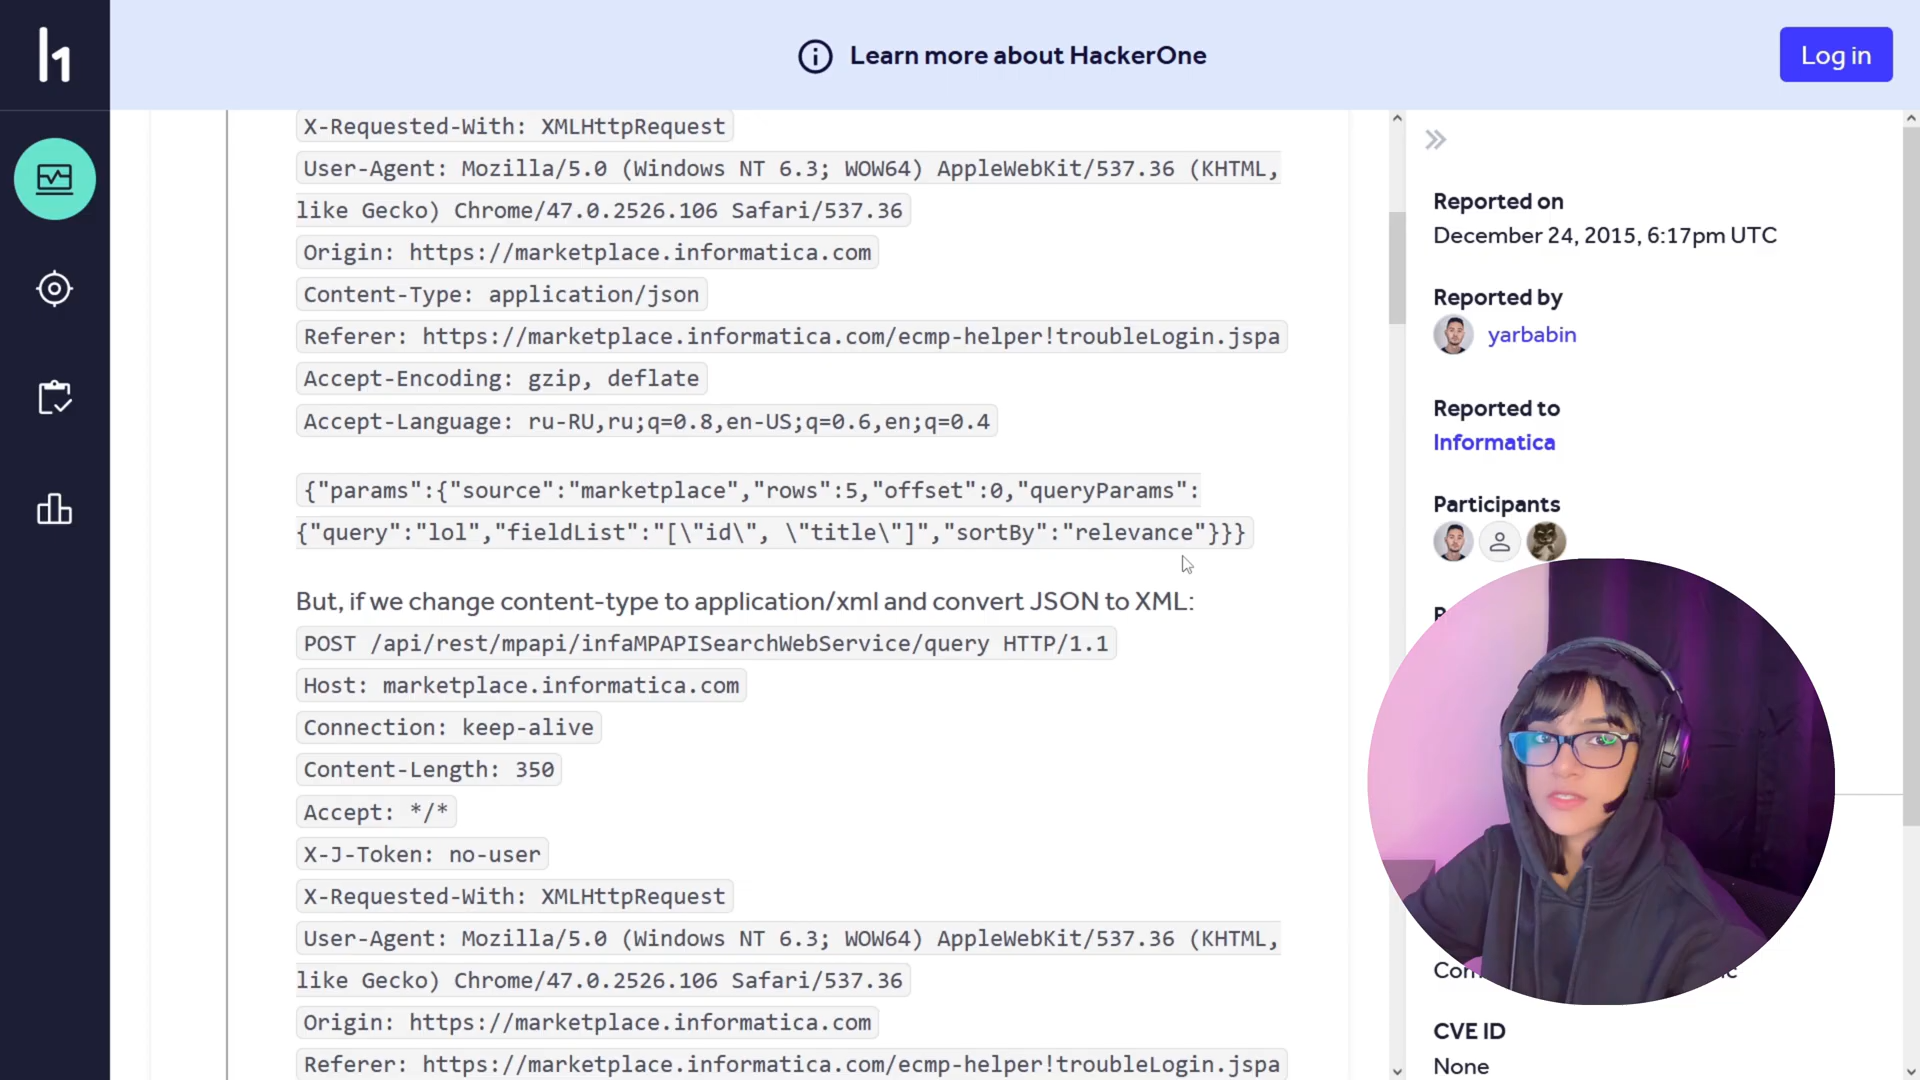 Learn more about HackerOne
Log in
X-Requested-With: XMLHttpRequest
User-Agent: Mozilla/5.0 (Windows NT 6.3; WOW64) AppleWebKit/537.36 (KHTML,
like Gecko) Chrome/47.0.2526.106 Safari/537.36
Origin: https://marketplace.informatica.com
Content-Type: application/json
Referer: https://marketplace.informatica.com/ecmp-helper!troubleLogin.jspa
Accept-Encoding: gzip, deflate
Accept-Language: ru-RU,ru;q=0.8,en-US;q=0.6,en;q=0.4
{"params":{"source":"marketplace","rows":5,"offset":0,"queryParams":
{"query":"lol","fieldList":"[\"id\", \"title\"]","sortBy":"relevance"}}}
But, if we change content-type to application/xml and convert JSON to XML:
POST /api/rest/mpapi/infaMPAPISearchWebService/query HTTP/1.1
Host: marketplace.informatica.com
Connection: keep-alive
Content-Length: 350
Accept: */*
X-J-Token: no-user
X-Requested-With: XMLHttpRequest
User-Agent: Mozilla/5.0 (Windows NT 6.3; WOW64) AppleWebKit/537.36 (KHTML,
like Gecko) Chrome/47.0.2526.106 Safari/537.36
Origin: https://marketplace.informatica.com
Referer: https://marketplace.informatica.com/ecmp-helper!troubleLogin.jspa
Reported on
December 24, 2015, 6:17pm UTC
Reported by
yarbabin
Reported to
Informatica
Participants
CVE ID
None